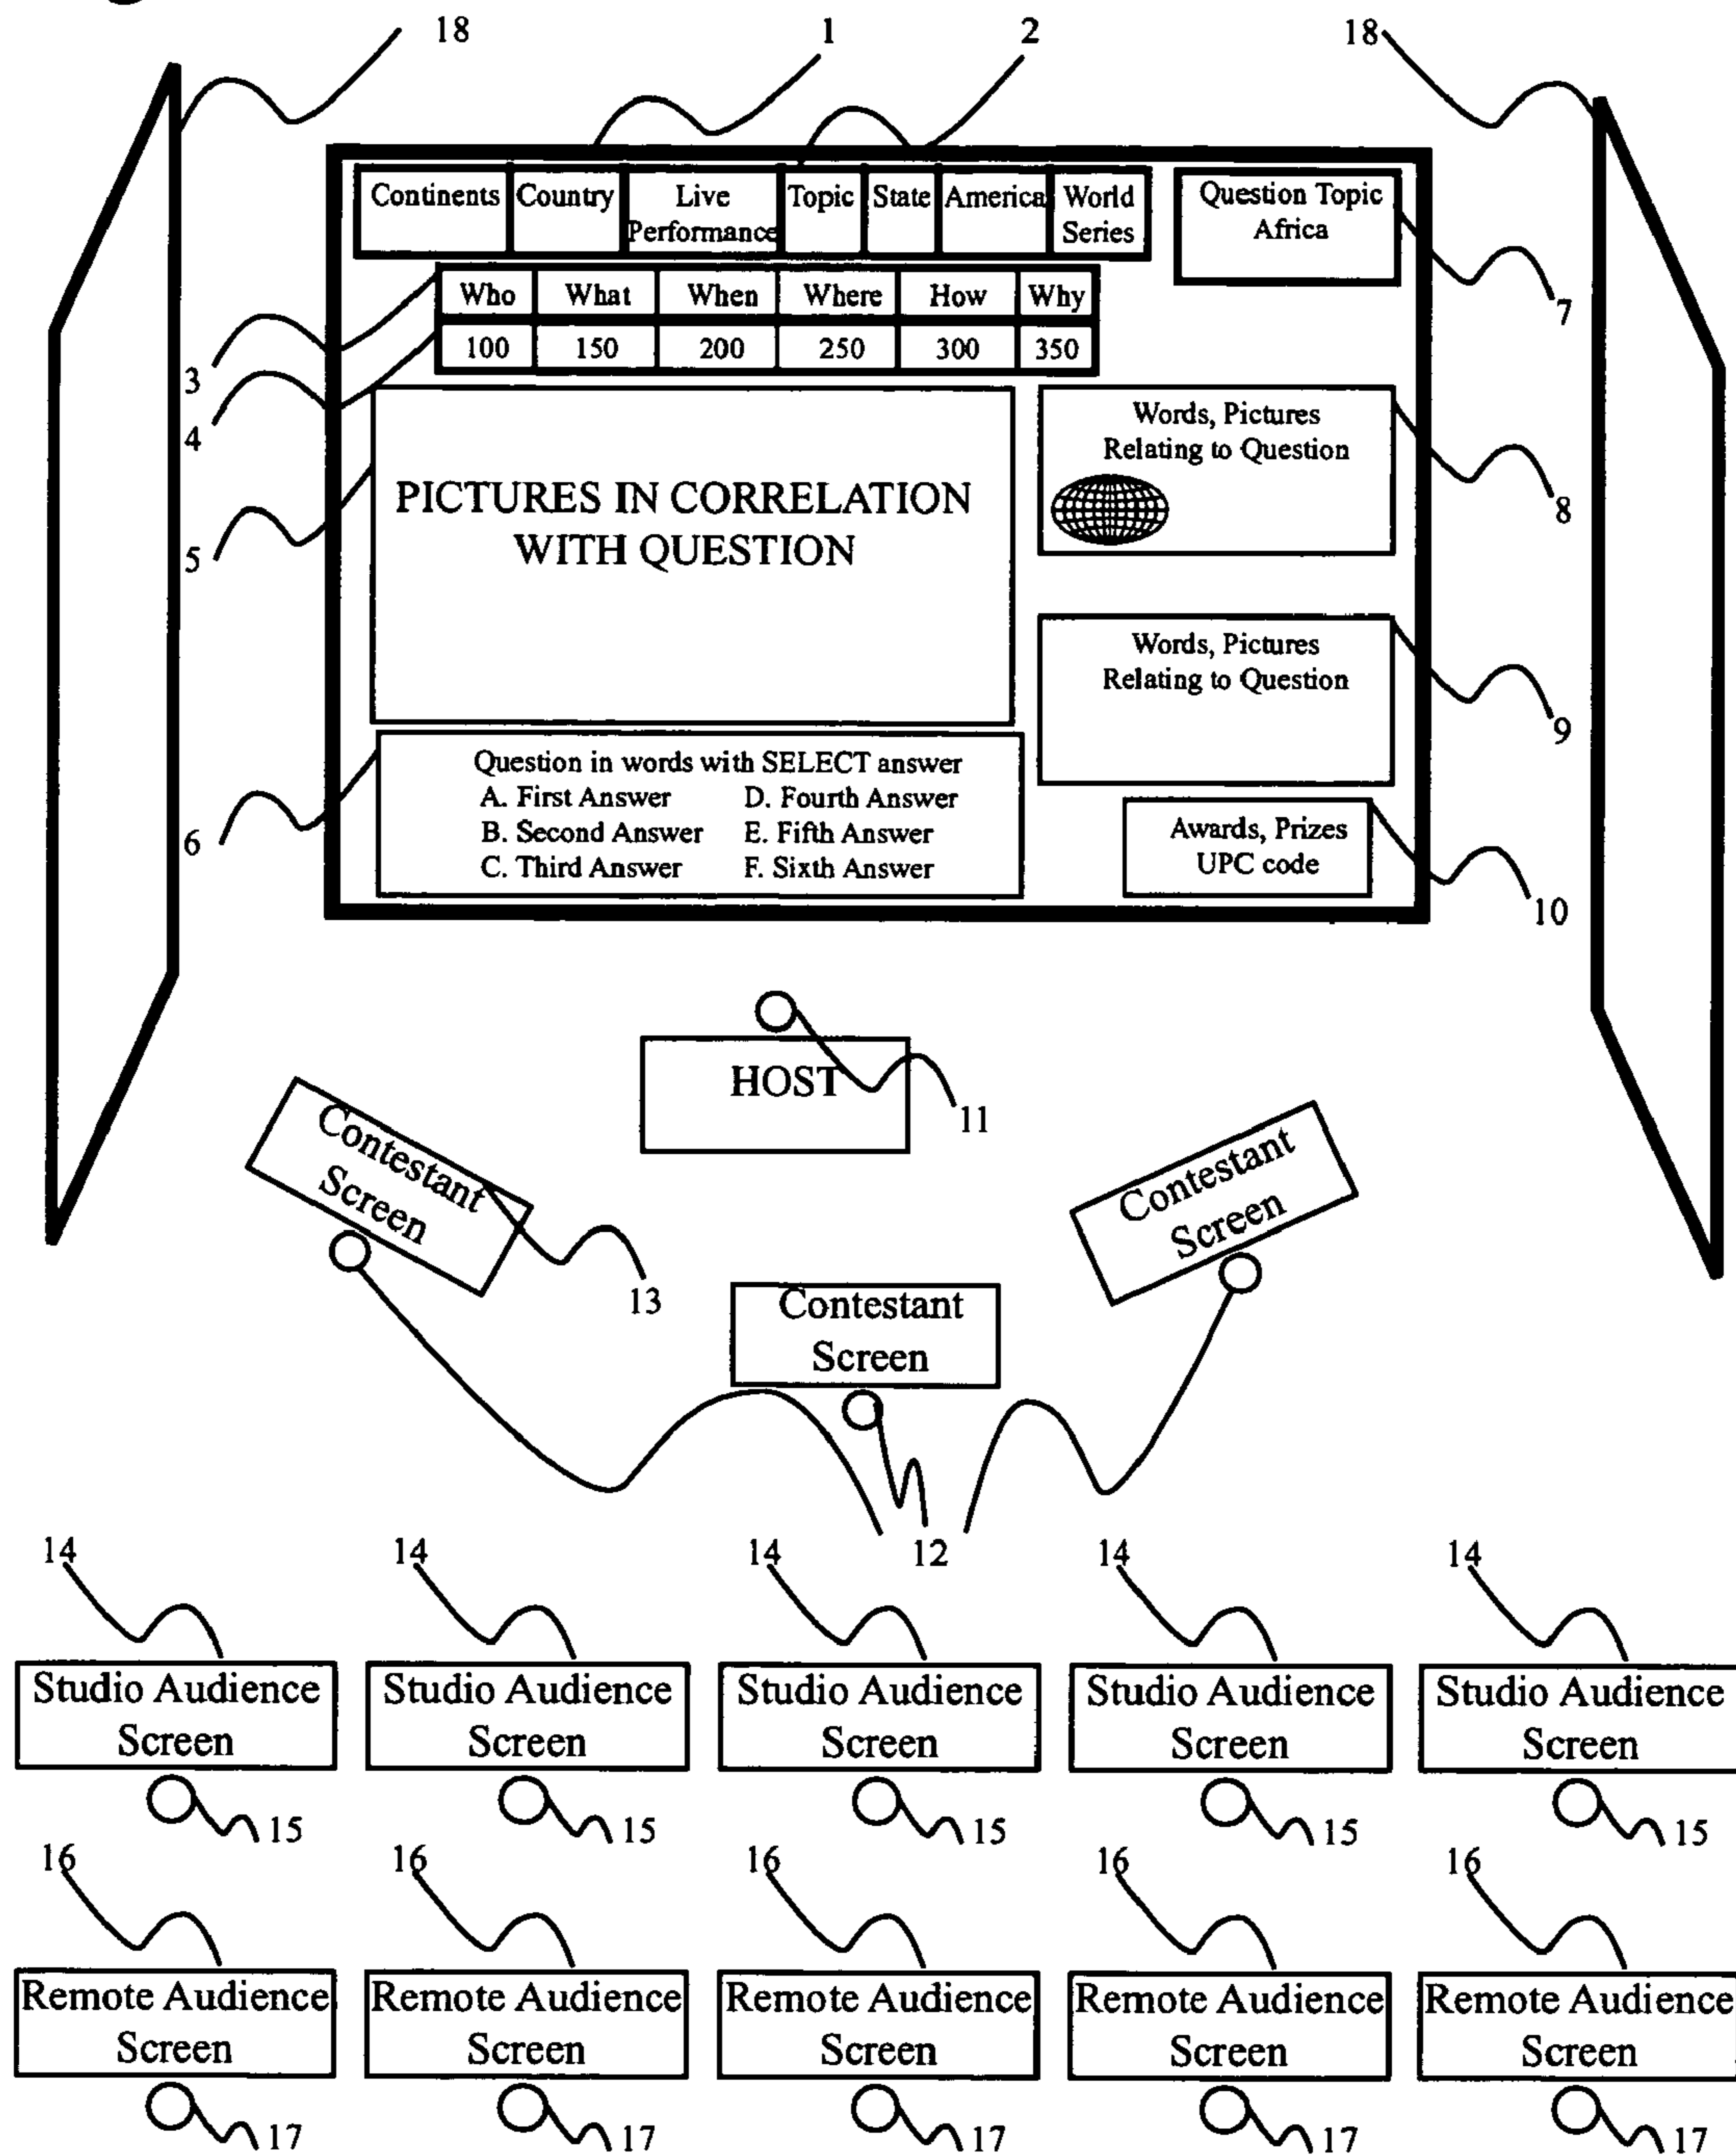 18 1 2 18
Continents Country Live Performance Topic State America World Series
Question Topic
Africa
7
Who What When Where How Why
100 150 200 250 300 350
3
4
5
PICTURES IN CORRELATION
WITH QUESTION
Words, Pictures
Relating to Question
8
Words, Pictures
Relating to Question
9
6
Question in words with SELECT answer
A. First Answer D. Fourth Answer
B. Second Answer E. Fifth Answer
C. Third Answer F. Sixth Answer
Awards, Prizes
UPC code
10
HOST
11
Contestant
Screen
13
Contestant
Screen
Contestant
Screen
12
14 14 14 14 14
Studio Audience Studio Audience Studio Audience Studio Audience Studio Audience
Screen Screen Screen Screen Screen
15 15 15 15 15
16 16 16 16 16
Remote Audience Remote Audience Remote Audience Remote Audience Remote Audience
Screen Screen Screen Screen Screen
17 17 17 17 17